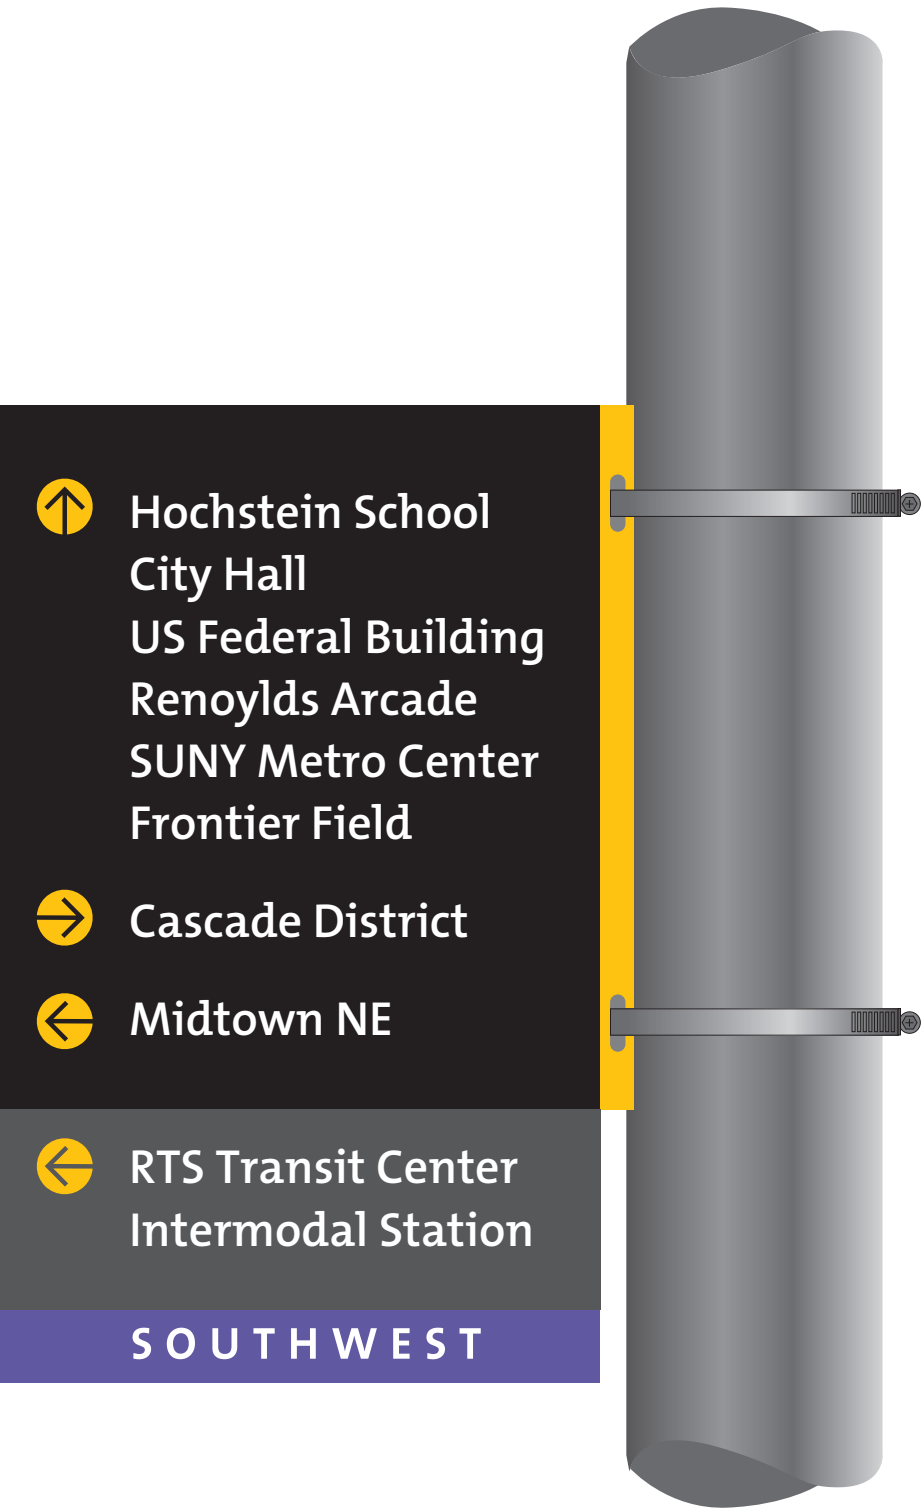 Hochstein School
City Hall
US Federal Building
Renoylds Arcade
SUNY Metro Center
Frontier Field
Cascade District
Midtown NE
RTS Transit Center
Intermodal Station
SOUTHWEST